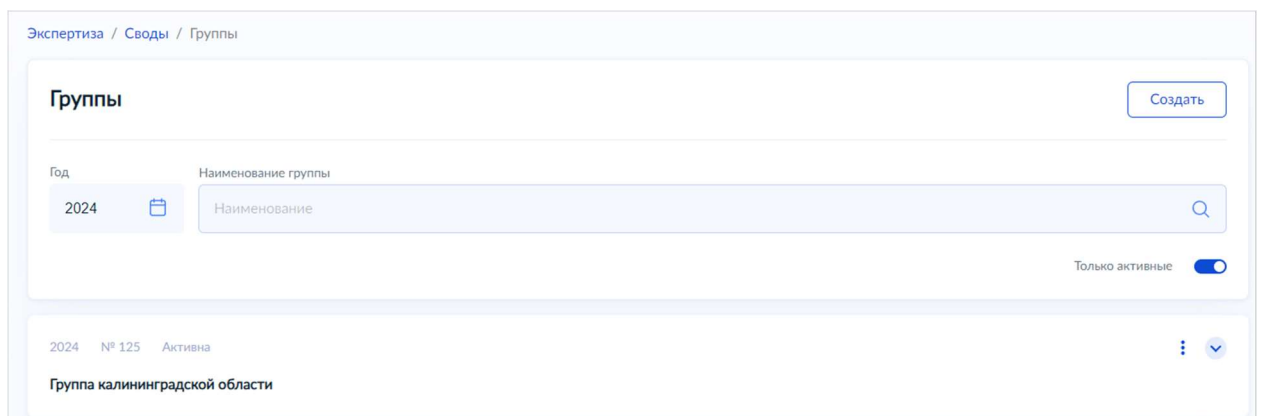 Экспертиза / Своды / Группы
Группы
Создать
Год
Наименование группы
2024
Наименование
Только активные
2024 № 125 Активна
Группа калининградской области